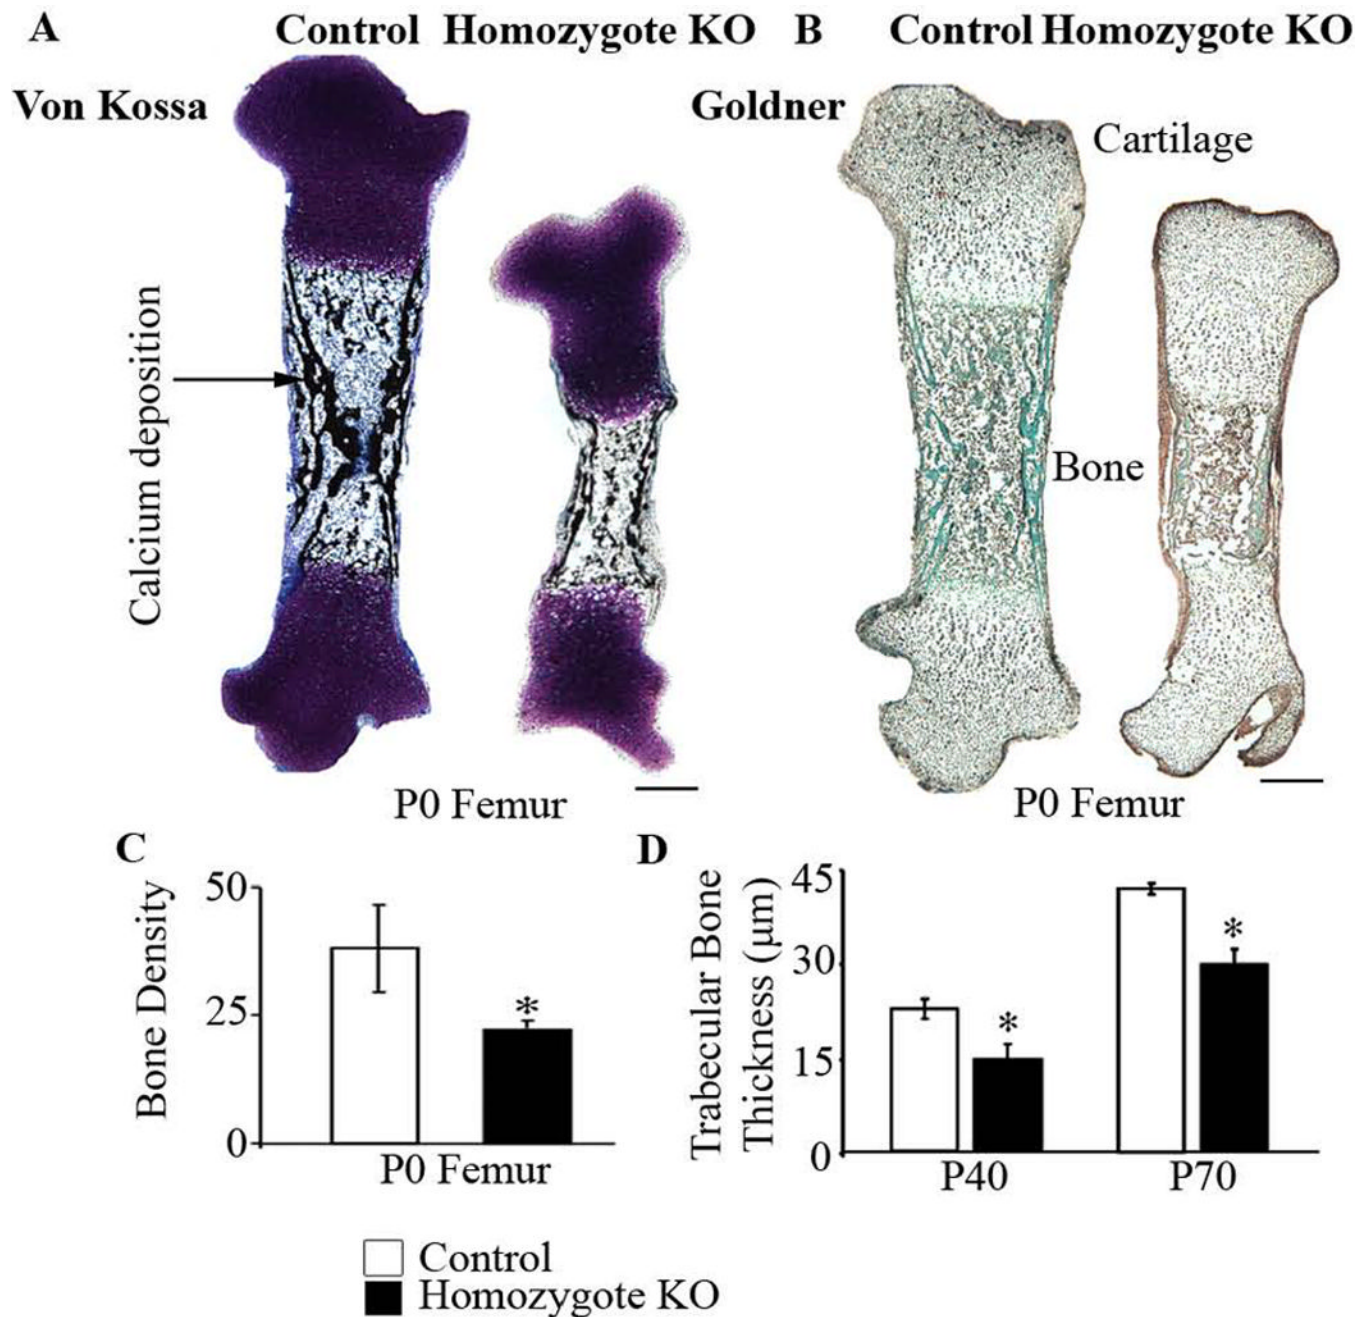 A Control Homozygote KO B Control Homozygote KO
Von Kossa Goldner
Cartilage
Calcium deposition
Bone
P0 Femur P0 Femur
C D
Bone Density
50
25
0
*
P0 Femur
Trabecular Bone
Thickness (µm)
45
30
15
0
* *
P40 P70
Control
Homozygote KO